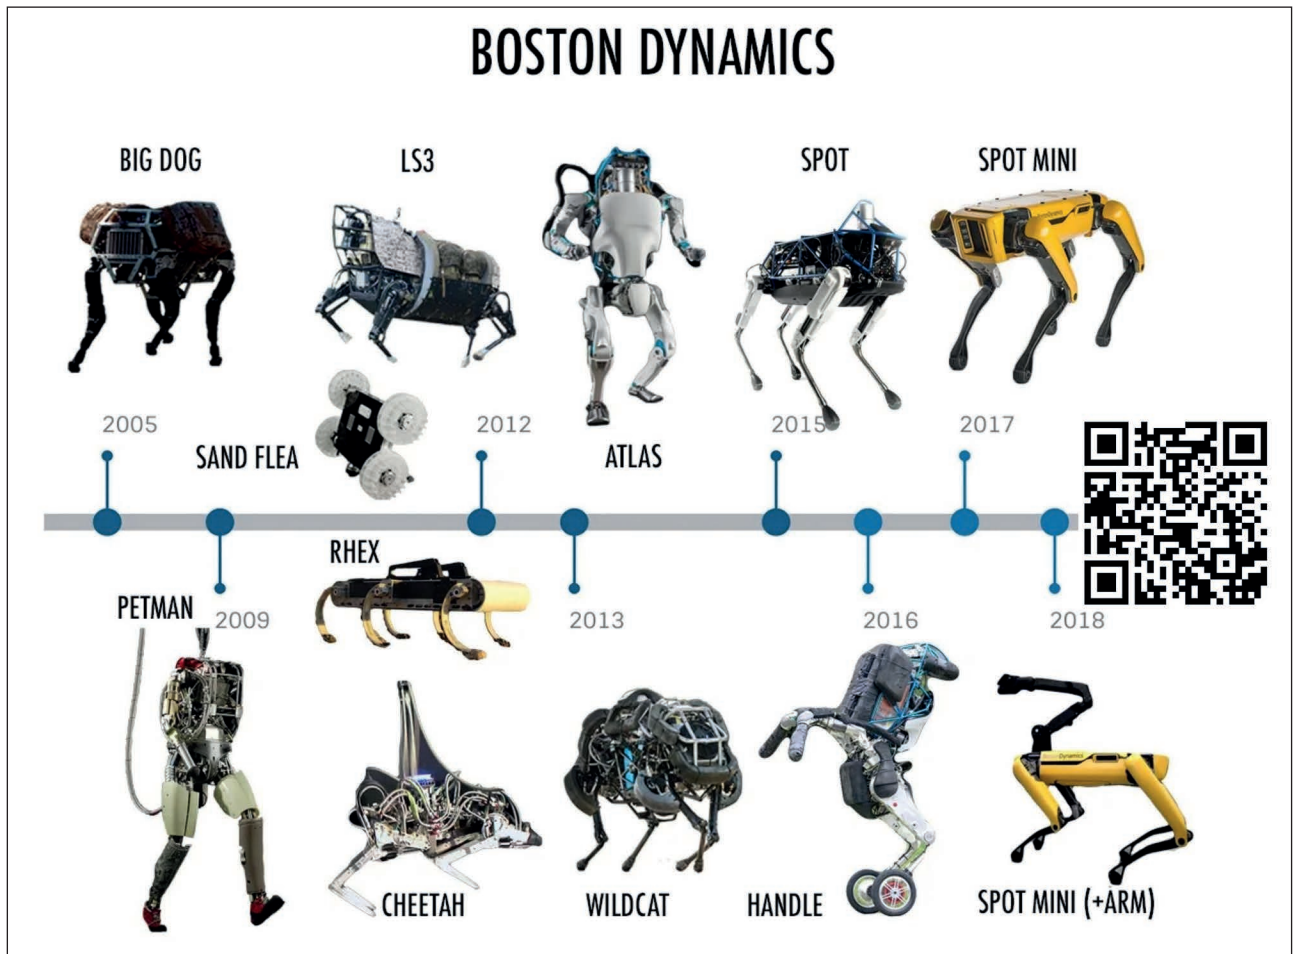 BOSTON DYNAMICS
BIG DOG
LS3
SPOT
SPOT MINI
2005
2012
2015
2017
SAND FLEA
ATLAS
RHEX
PETMAN
2009
2013
2016
2018
Dynamics
CHEETAH
WILDCAT
HANDLE
SPOT MINI (+ARM)